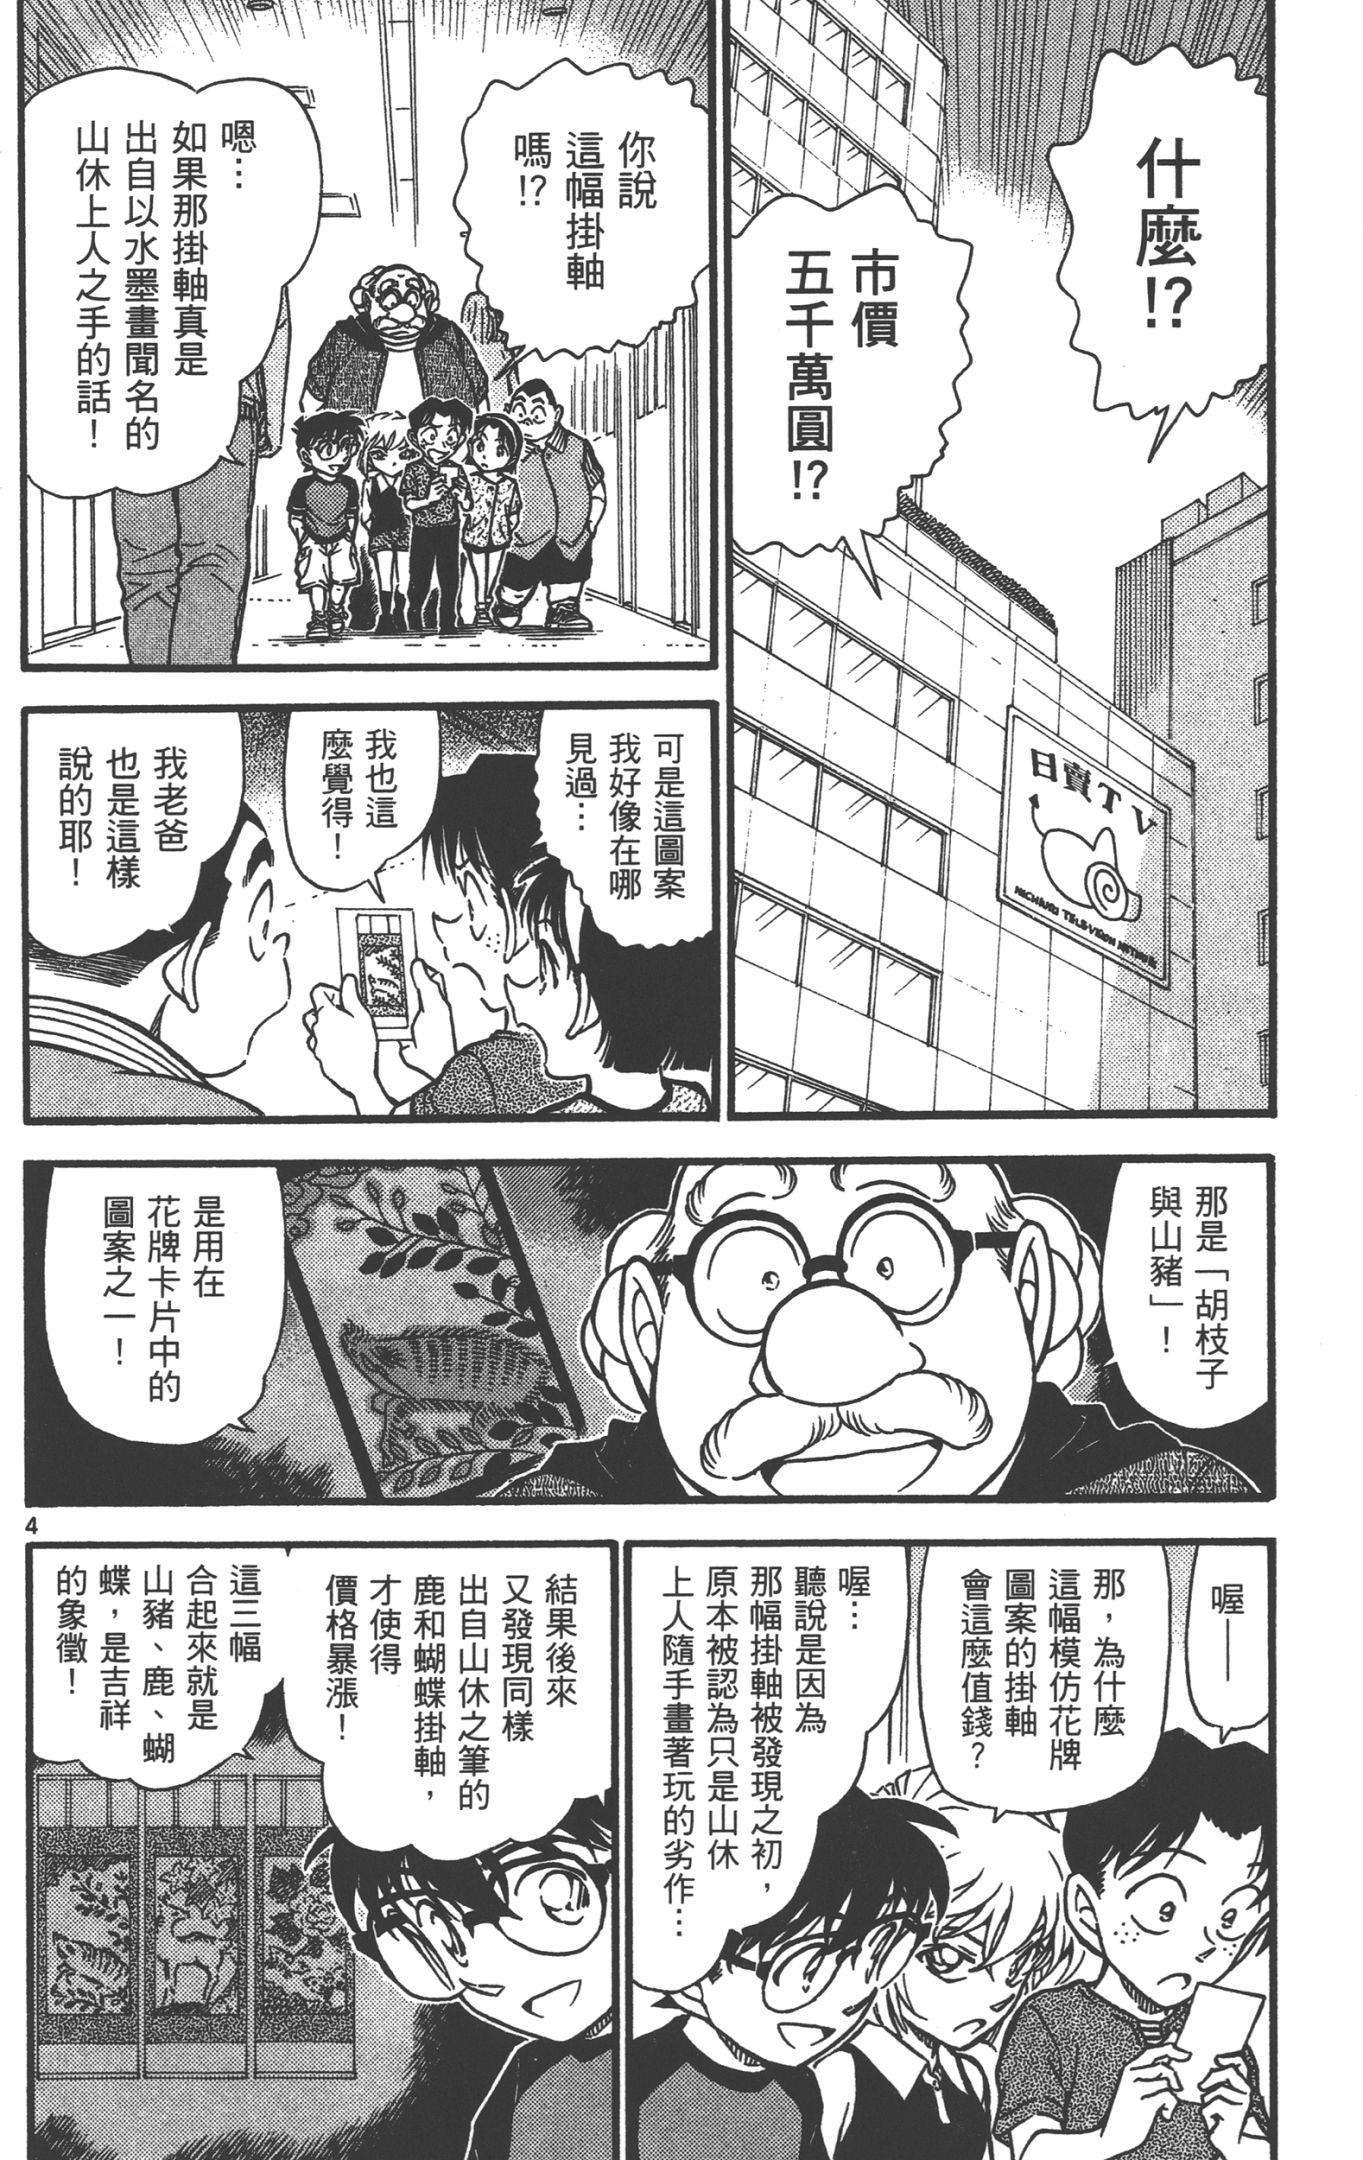 什麼!?
市價
五千萬圓!?
日賣TV
NICHIURI TELEVISION NETWORK
你說
這幅掛軸
嗎!?
嗯…
如果那掛軸真是
出自以水墨畫聞名的
山休上人之手的話！
可是這圖案
我好像在哪
見過…
我也這
麼覺得！
我老爸
也是這樣
說的耶！
那是「胡枝子
與山豬」！
是用在
花牌卡片中的
圖案之一！
喔——
那，為什麼
這幅模仿花牌
圖案的掛軸
會這麼值錢？
喔…
聽說是因為
那幅掛軸被發現之初，
原本被認為只是山休
上人隨手畫著玩的劣作…
結果後來
又發現同樣
出自山休之筆的
鹿和蝴蝶掛軸，
才使得
價格暴漲！
這三幅
合起來就是
山豬、鹿、蝴
蝶，是吉祥
的象徵！
4